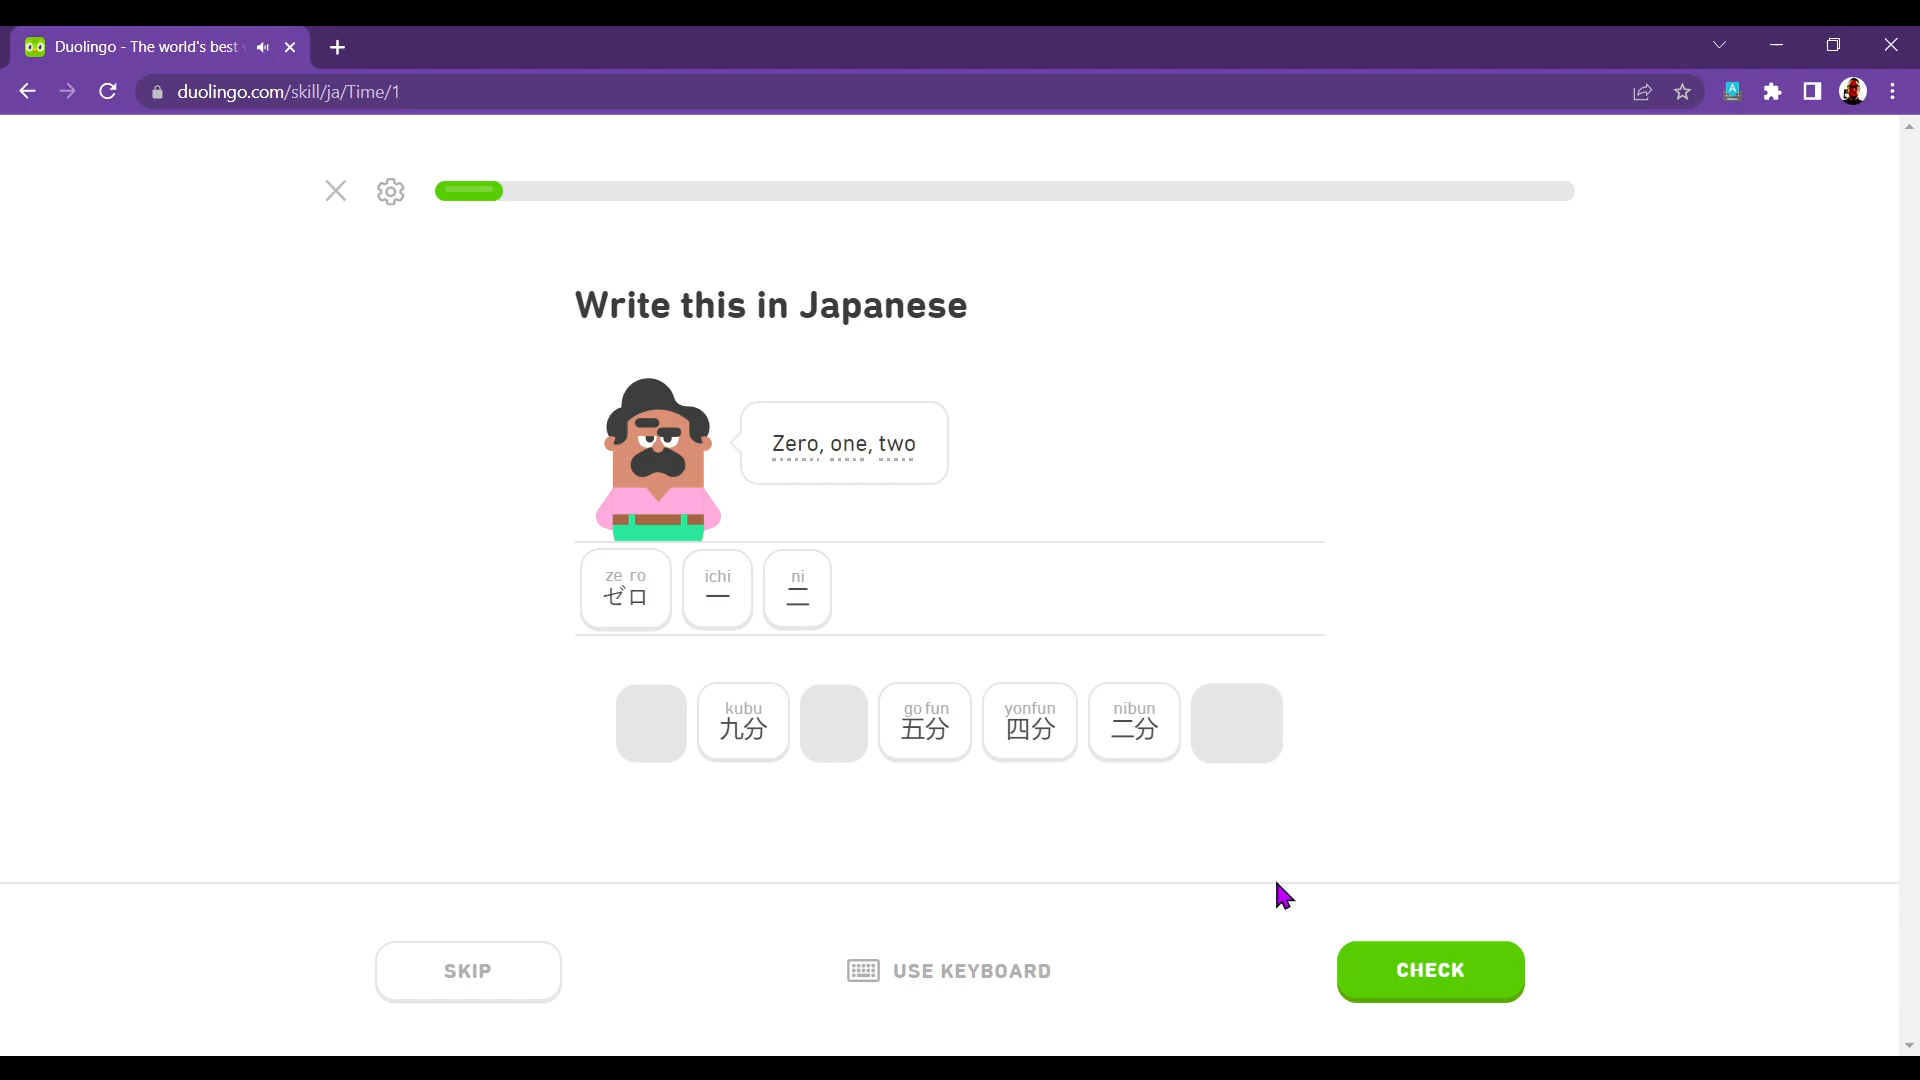 Duolingo - The world's best
duolingo.com/skill/ja/Time/1
Write this in Japanese
Zero, one, two
ze ro ichi ni
ゼロ 一 二
kubu go fun yonfun nibun
九分 五分 四分 二分
SKIP USE KEYBOARD CHECK